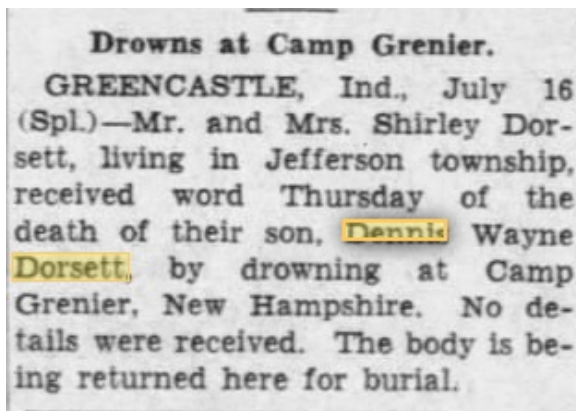 Drowns at Camp Grenier.
GREENCASTLE, Ind., July 16
(Spl.)—Mr. and Mrs. Shirley Dor-
sett, living in Jefferson township,
received word Thursday of the
death of their son, Dennis Wayne
Dorsett, by drowning at Camp
Grenier, New Hampshire. No de-
tails were received. The body is be-
ing returned here for burial.